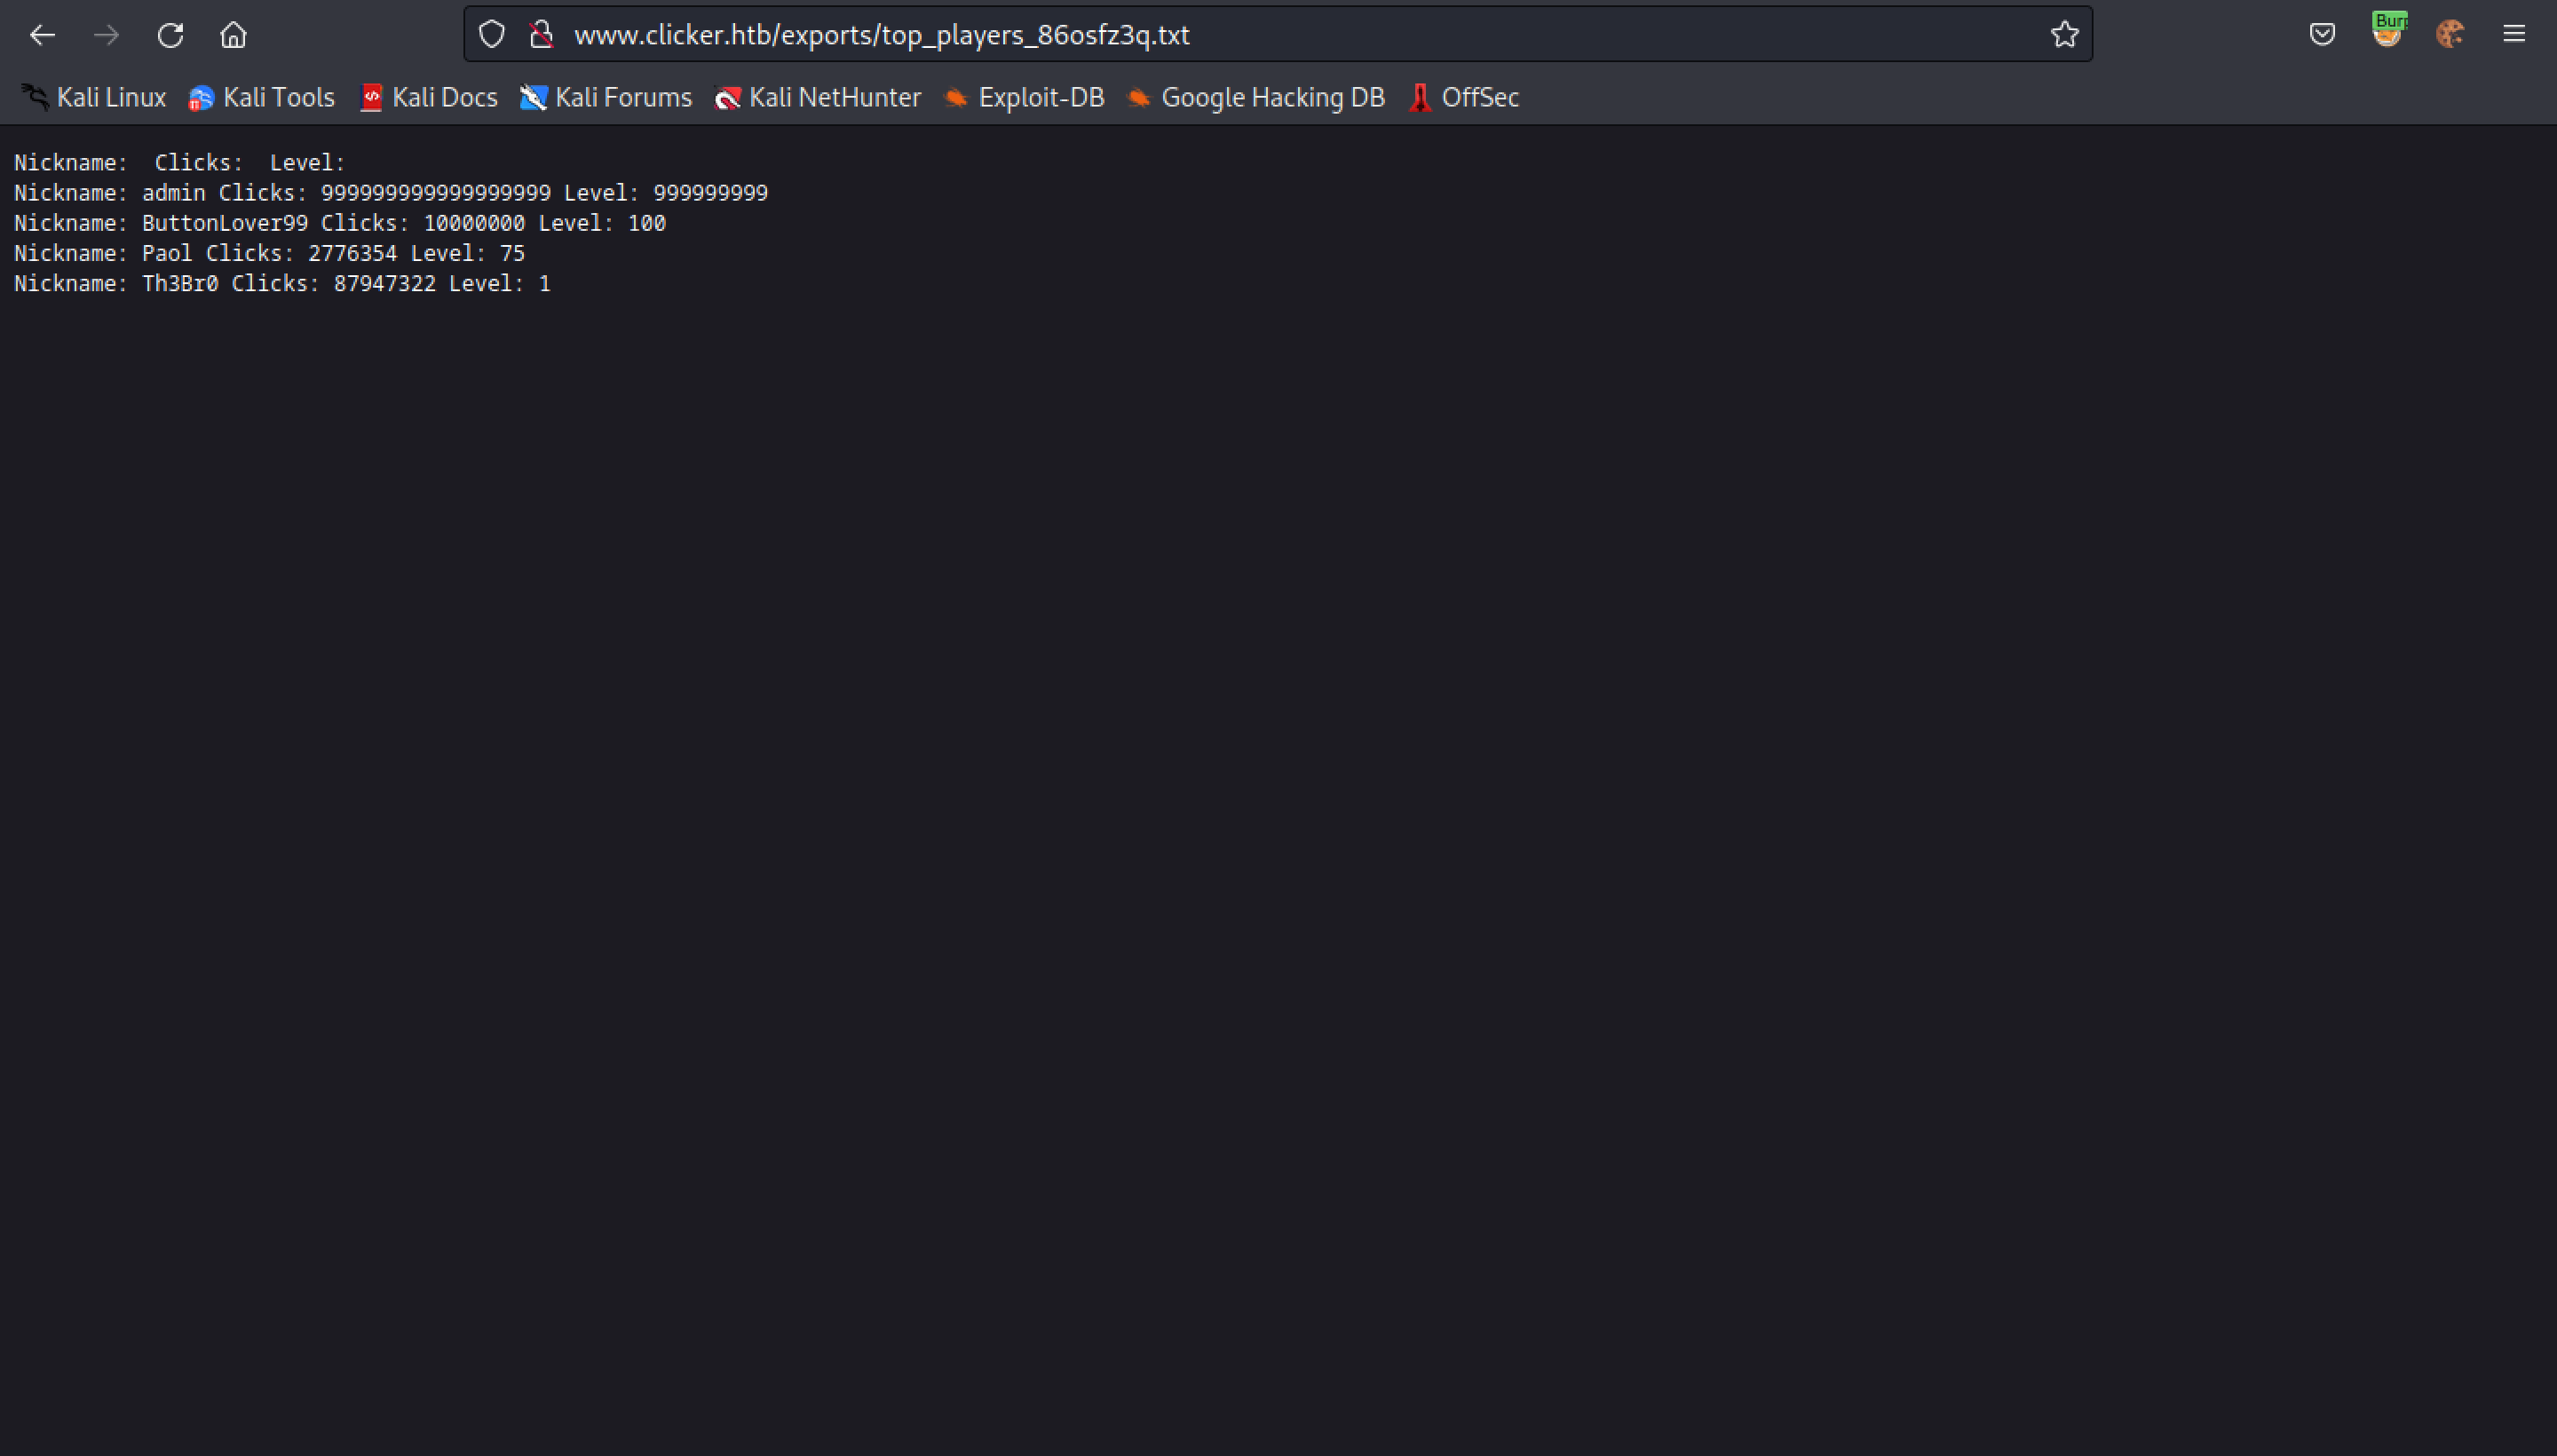 www.clicker.htb/exports/top_players_86osfz3q.txt
Burp
Kali Linux Kali Tools Kali Docs Kali Forums Kali NetHunter Exploit-DB Google Hacking DB OffSec
Nickname:  Clicks:  Level:
Nickname: admin Clicks: 999999999999999999 Level: 999999999
Nickname: ButtonLover99 Clicks: 10000000 Level: 100
Nickname: Paol Clicks: 2776354 Level: 75
Nickname: Th3Br0 Clicks: 87947322 Level: 1